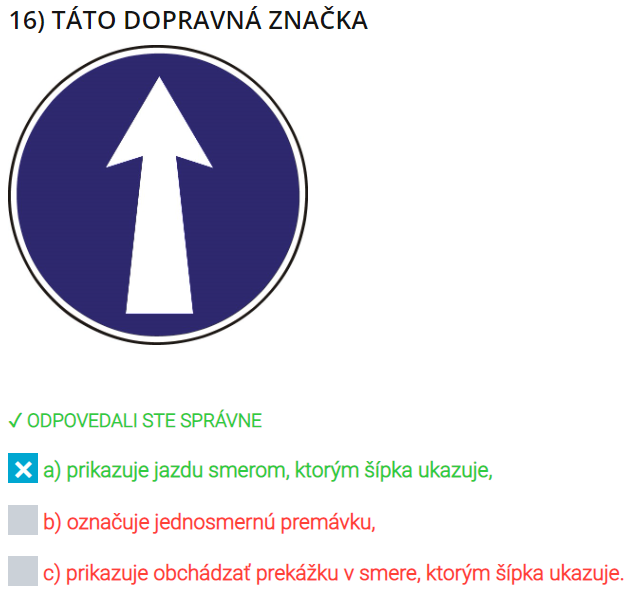 16) TÁTO DOPRAVNÁ ZNAČKA
✓ ODPOVEDALI STE SPRÁVNE
a) prikazuje jazdu smerom, ktorým šípka ukazuje,
b) označuje jednosmernú premávku,
c) prikazuje obchádzať prekážku v smere, ktorým šípka ukazuje.